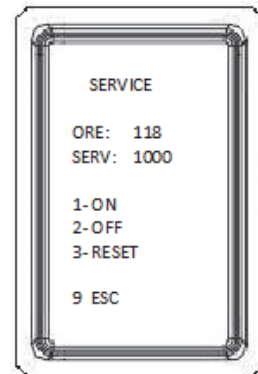 SERVICE
ORE: 118
SERV: 1000
1- ON
2- OFF
3- RESET
9 ESC